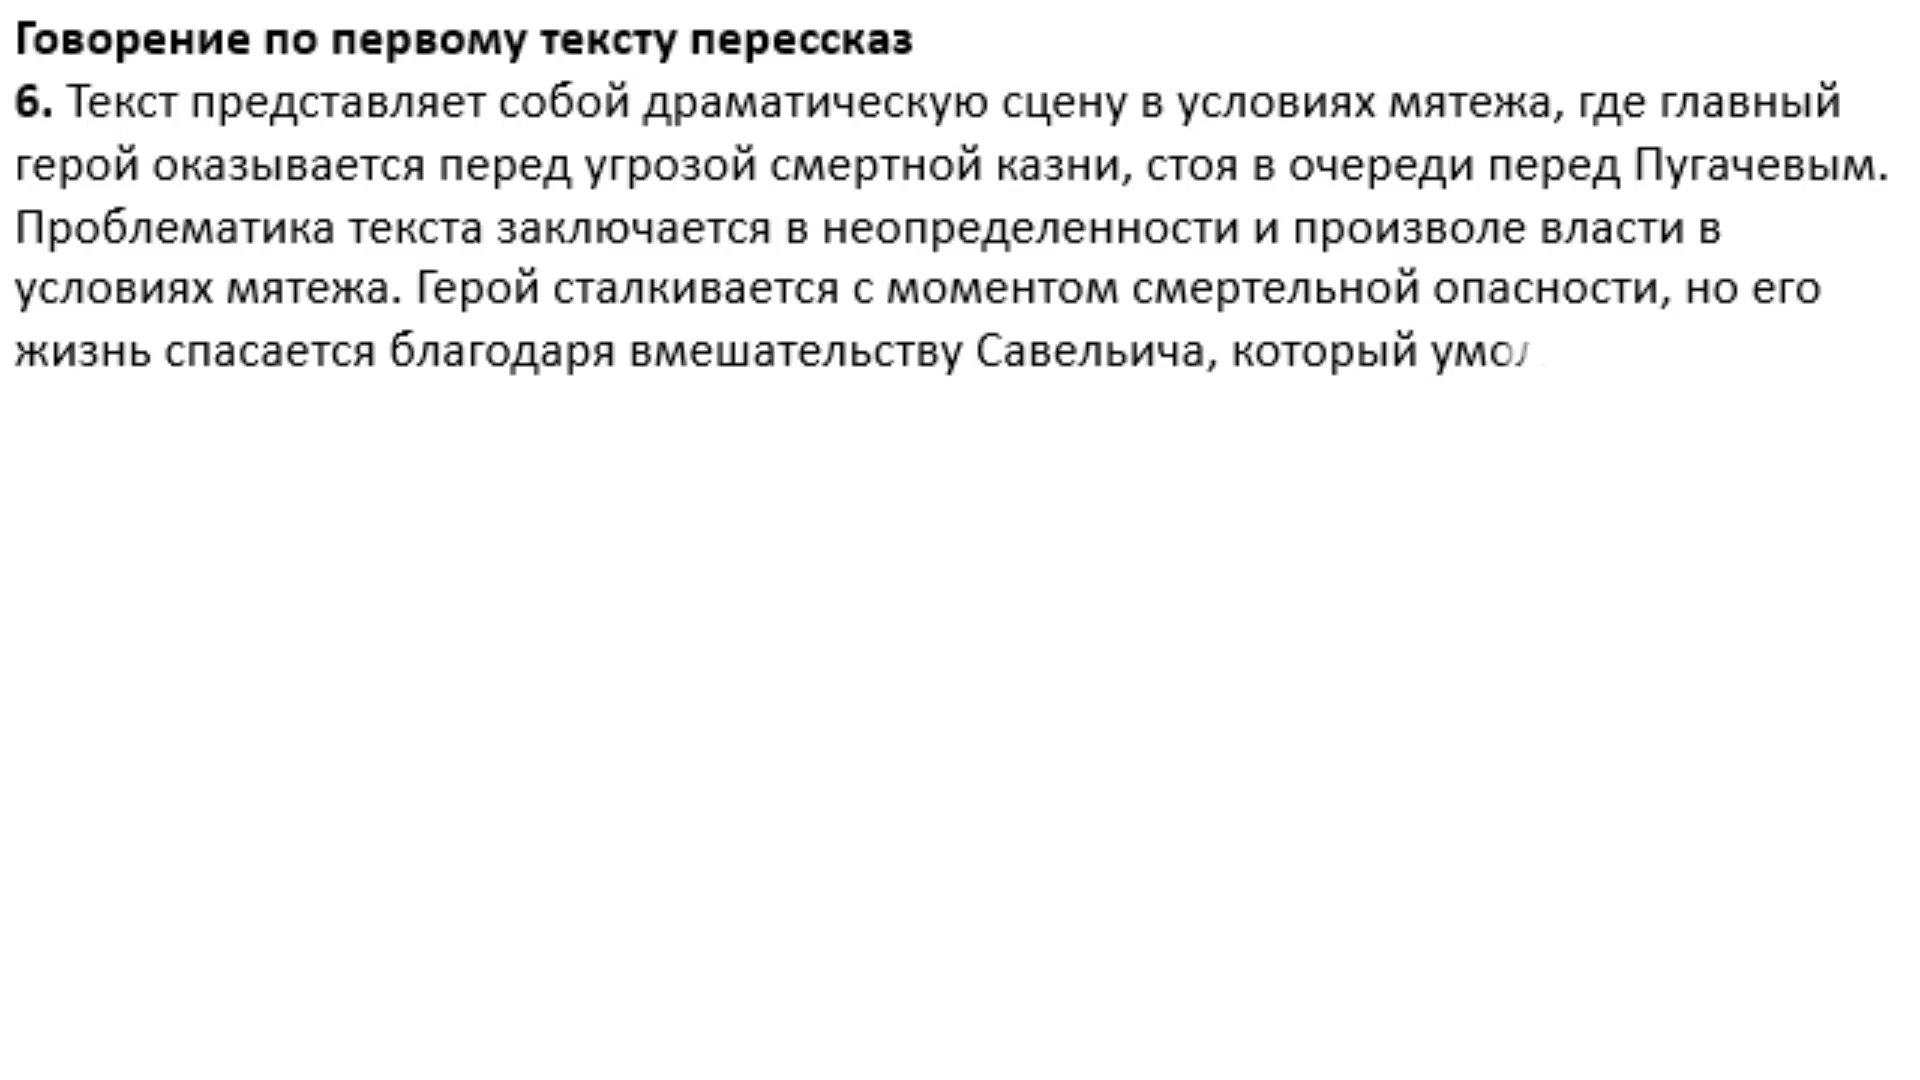 Говорение по первому тексту перессказ
6. Текст представляет собой драматическую сцену в условиях мятежа, где главный
герой оказывается перед угрозой смертной казни, стоя в очереди перед Пугачевым.
Проблематика текста заключается в неопределенности и произволе власти в
условиях мятежа. Герой сталкивается с моментом смертельной опасности, но его
жизнь спасается благодаря вмешательству Савельича, который